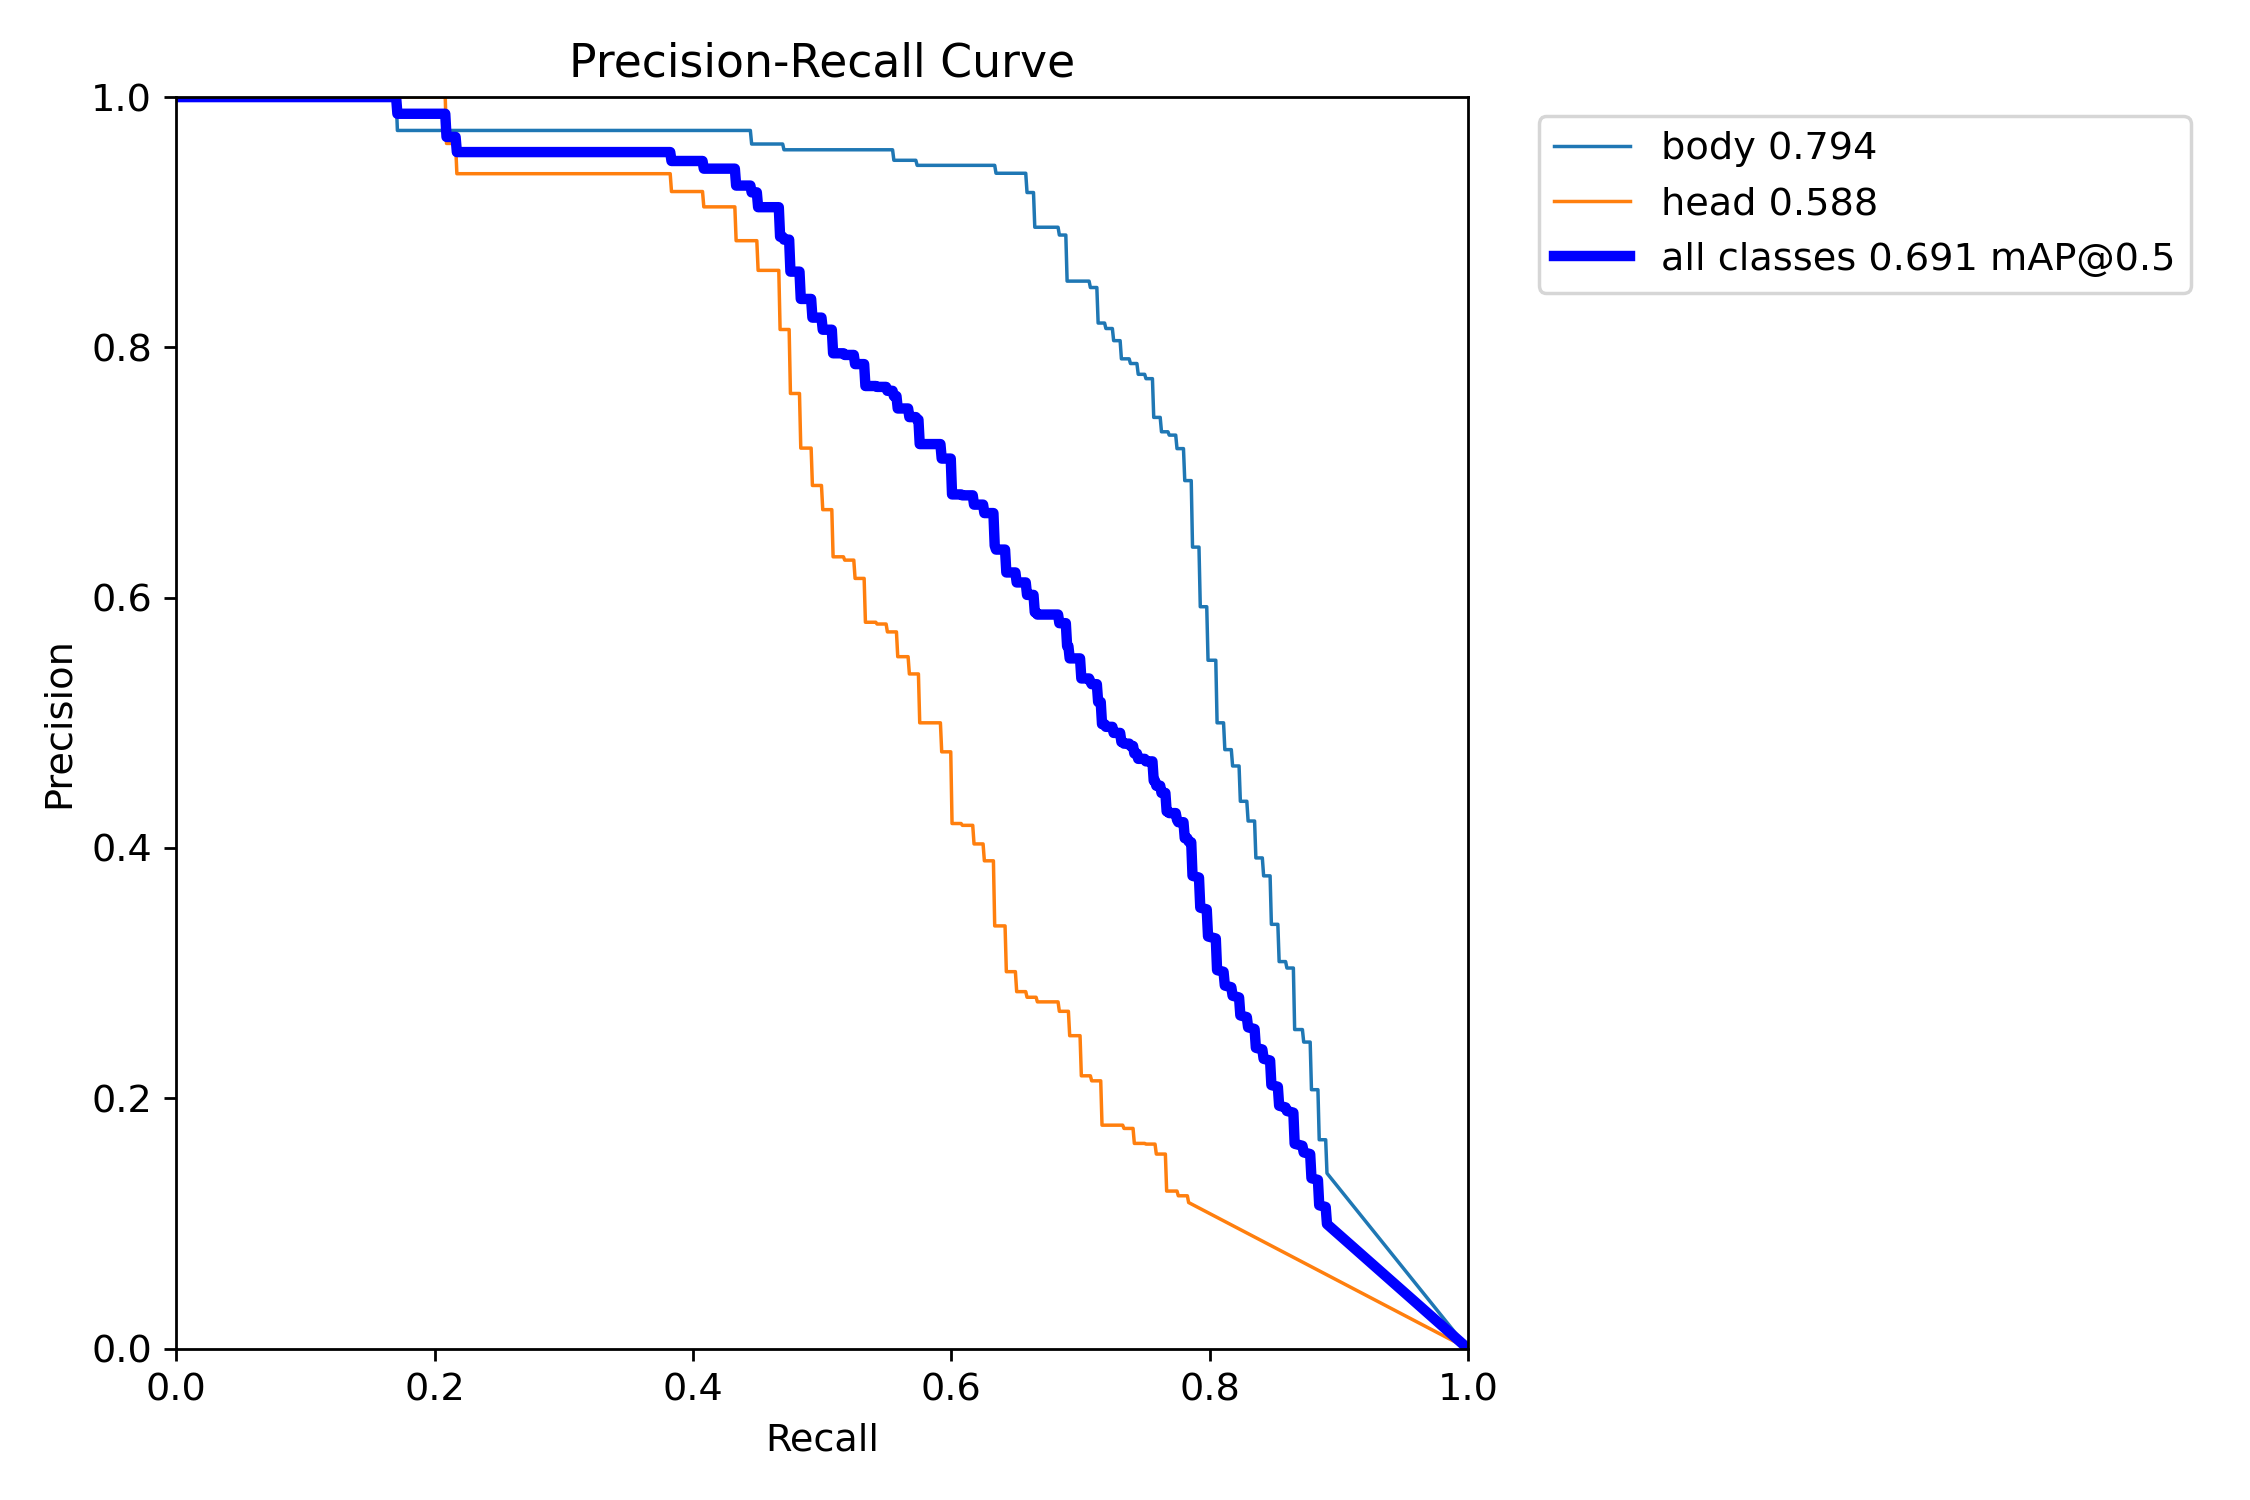 Precision-Recall Curve
1.0
0.8
0.6
0.4
0.2
0.0
Precision
0.0 0.2 0.4 0.6 0.8 1.0
Recall
body 0.794
head 0.588
all classes 0.691 mAP@0.5